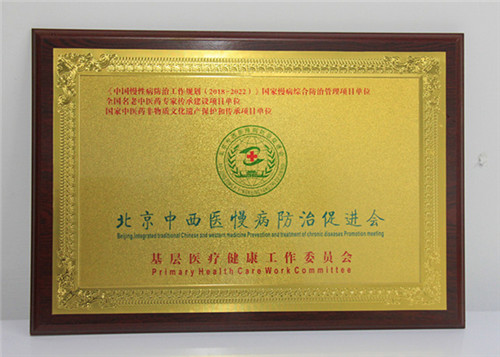 《中国慢性病防治工作规划（2018-2022）》国家慢病综合防治管理项目单位
全国名老中医药专家传承建设项目单位
国家中医药非物质文化遗产保护和传承项目单位
北京中西医慢病防治促进会
Beijing integrated traditional Chinese and western medicine Prevention and treatment of chronic diseases Promotion meeting
基层医疗健康工作委员会
Primary Health Care Work Committee